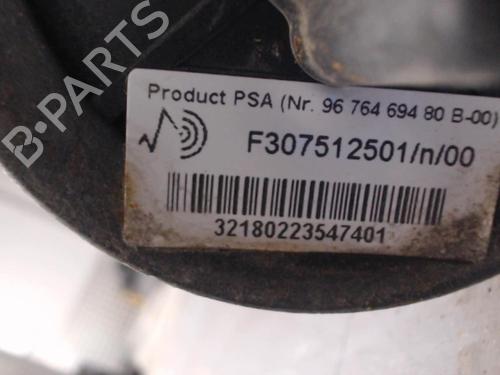 B-PARTS
Product PSA (Nr. 96 764 694 80 B-00)
F307512501/n/00
32180223547401